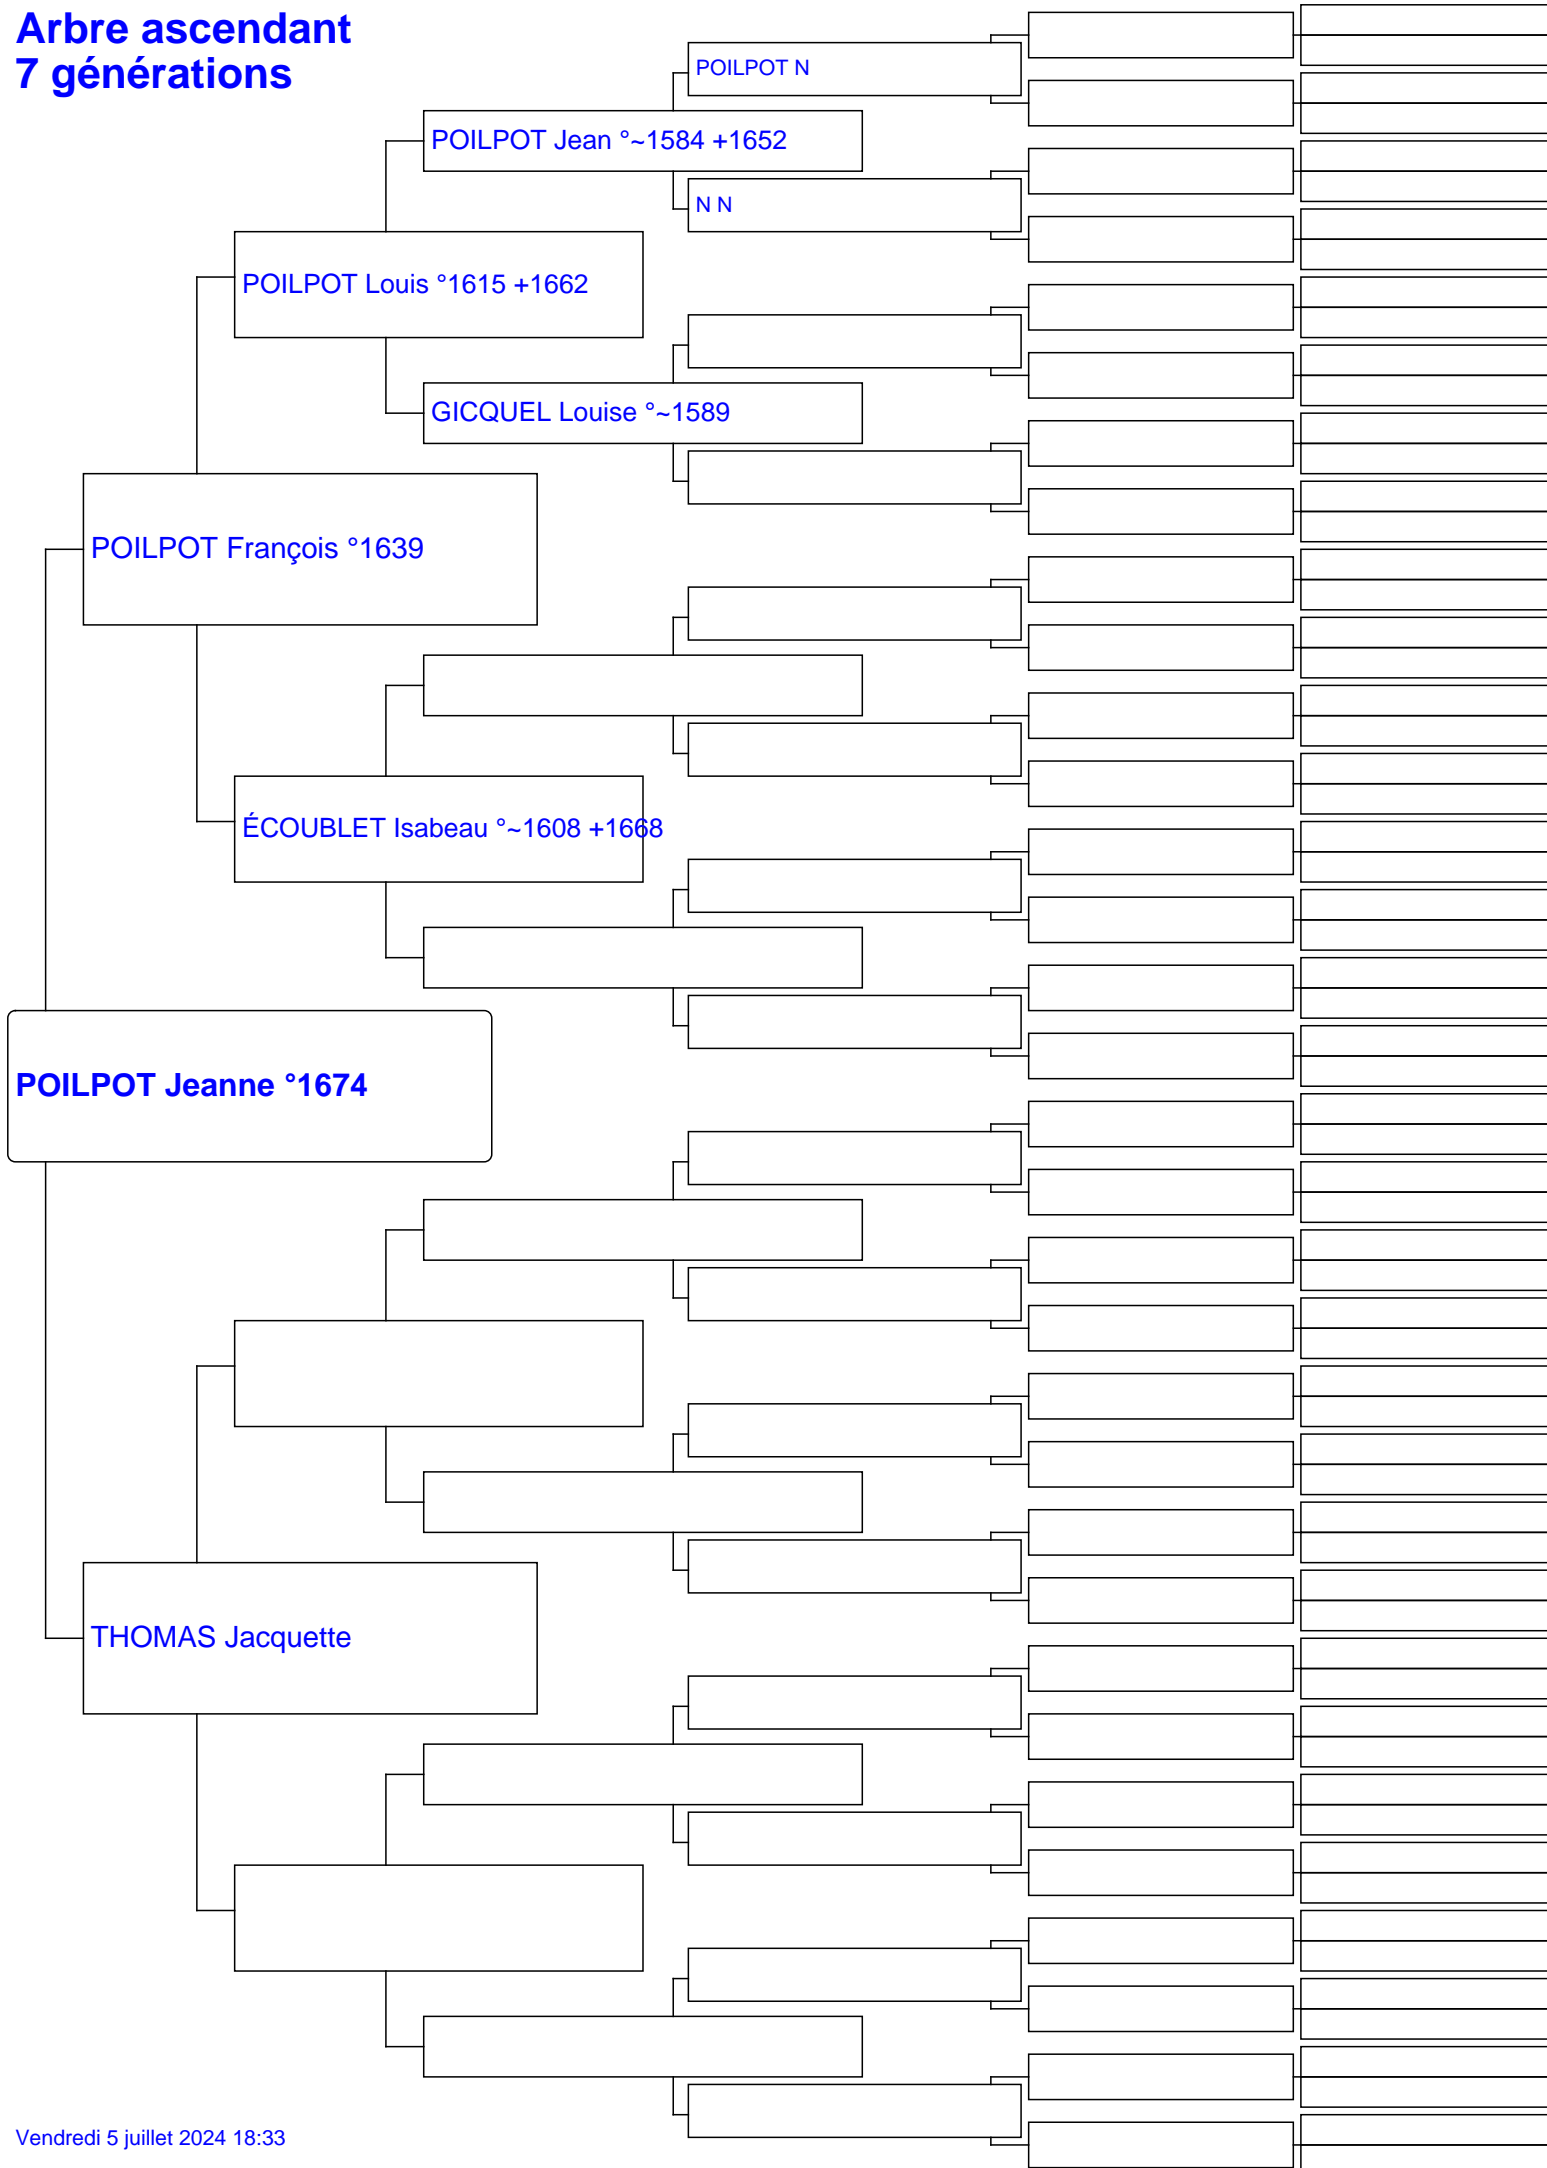 Arbre ascendant
7 générations
POILPOT N
POILPOT Jean °~1584 +1652
N N
POILPOT Louis °1615 +1662
GICQUEL Louise °~1589
POILPOT François °1639
ÉCOUBLET Isabeau °~1608 +1668
POILPOT Jeanne °1674
THOMAS Jacquette
Vendredi 5 juillet 2024 18:33